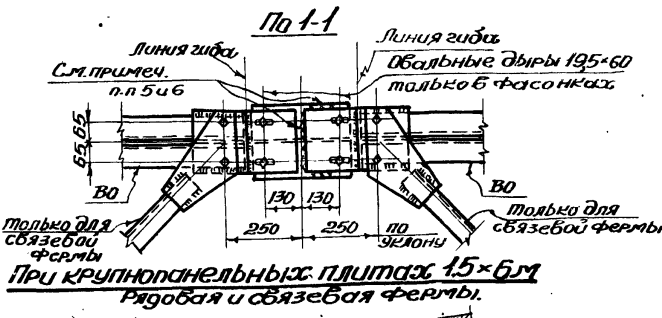 По 1-1
Линия гиба
Линия гиба
См. примеч.
п.п 5 и 6
Овальные дыры 19,5×60
только в фасонках
65 65
ВО
ВО
130 130
Только для
связевой
фермы
Только для
связевой фермы
250 250
по
уклону
При крупнопанельных плитах 1.5×6м
Рядовая и связевая фермы.